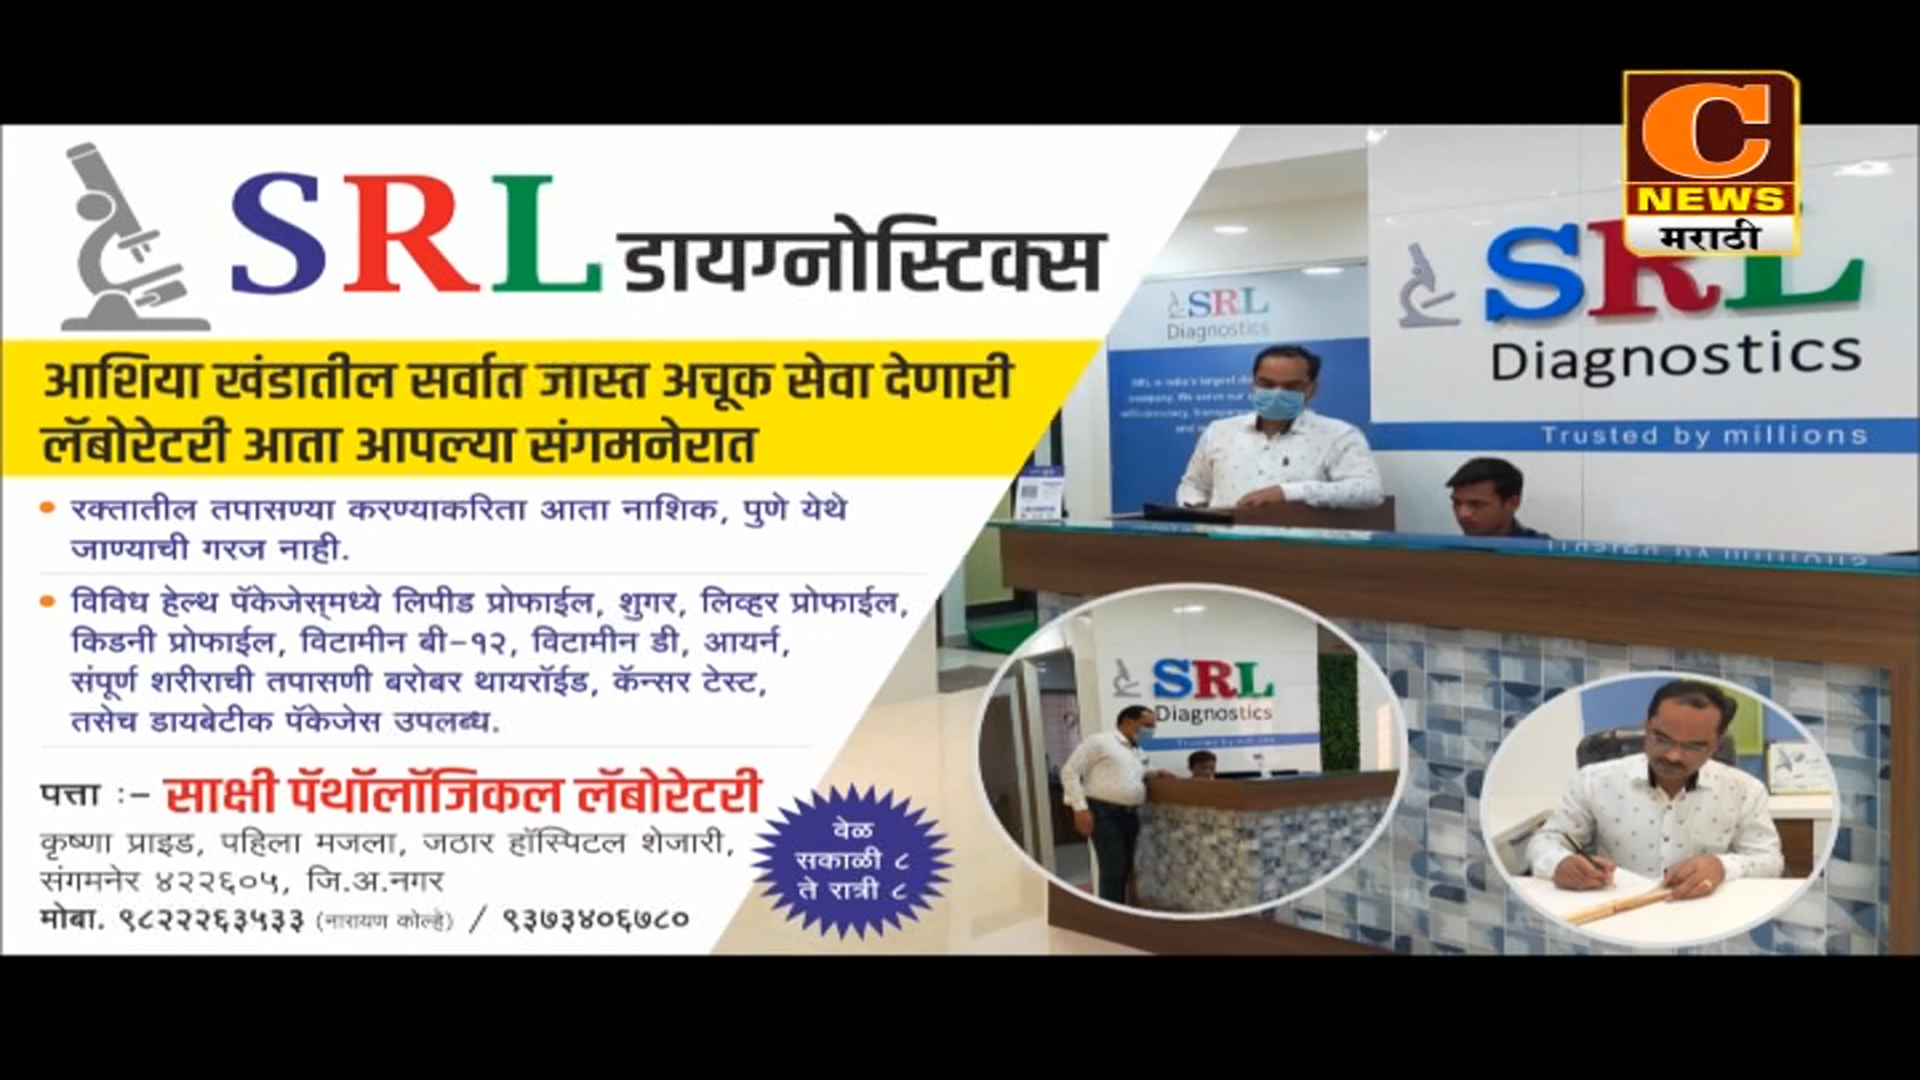 SRL डायग्नोस्टिक्स
आशिया खंडातील सर्वात जास्त अचूक सेवा देणारी
लॅबोरेटरी आता आपल्या संगमनेरात
• रक्तातील तपासण्या करण्याकरिता आता नाशिक, पुणे येथे
जाण्याची गरज नाही.
• विविध हेल्थ पॅकेजेस्‌मध्ये लिपीड प्रोफाईल, शुगर, लिव्हर प्रोफाईल,
किडनी प्रोफाईल, विटामीन बी-१२, विटामीन डी, आयर्न,
संपूर्ण शरीराची तपासणी बरोबर थायरॉईड, कॅन्सर टेस्ट,
तसेच डायबेटीक पॅकेजेस उपलब्ध.
पत्ता :- साक्षी पॅथॉलॉजिकल लॅबोरेटरी
कृष्णा प्राइड, पहिला मजला, जठार हॉस्पिटल शेजारी,
संगमनेर ४२२६०५, जि.अ.नगर
मोबा. ९८२२२६३५३३ (नारायण कोल्हे) / ९३७३४०६७८०
वेळ
सकाळी ८
ते रात्री ८
C
NEWS
मराठी
SRL
Diagnostics
Trusted by millions
SRL
Diagnostics
SRL
Diagnostics